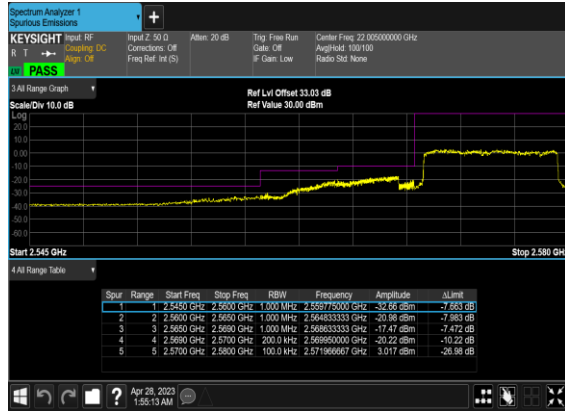 Spectrum Analyzer 1
Spurious Emissions
+
KEYSIGHT Input: RF Input Z: 50 Ω Atten: 20 dB Trig: Free Run Center Freq: 22.005000000 GHz
R T Coupling: DC Corrections: Off Gate: Off Avg|Hold: 100/100
Align: Off Freq Ref: Int (S) IF Gain: Low Radio Std: None
PASS
3 All Range Graph Ref Lvl Offset 33.03 dB
Scale/Div 10.0 dB Ref Value 30.00 dBm
Log
20.0
10.0
0.00
-10.0
-20.0
-30.0
-40.0
-50.0
-60.0
Start 2.545 GHz Stop 2.580 GHz
4 All Range Table
Spur Range Start Freq Stop Freq RBW Frequency Amplitude ΔLimit
1 1 2.5450 GHz 2.5600 GHz 1.000 MHz 2.559775000 GHz -32.66 dBm -7.663 dB
2 2 2.5600 GHz 2.5650 GHz 1.000 MHz 2.564833333 GHz -20.98 dBm -7.983 dB
3 3 2.5650 GHz 2.5690 GHz 1.000 MHz 2.568633333 GHz -17.47 dBm -7.472 dB
4 4 2.5690 GHz 2.5700 GHz 200.0 kHz 2.569950000 GHz -20.22 dBm -10.22 dB
5 5 2.5700 GHz 2.5800 GHz 100.0 kHz 2.571966667 GHz 3.017 dBm -26.98 dB
? Apr 28, 2023
1:55:13 AM